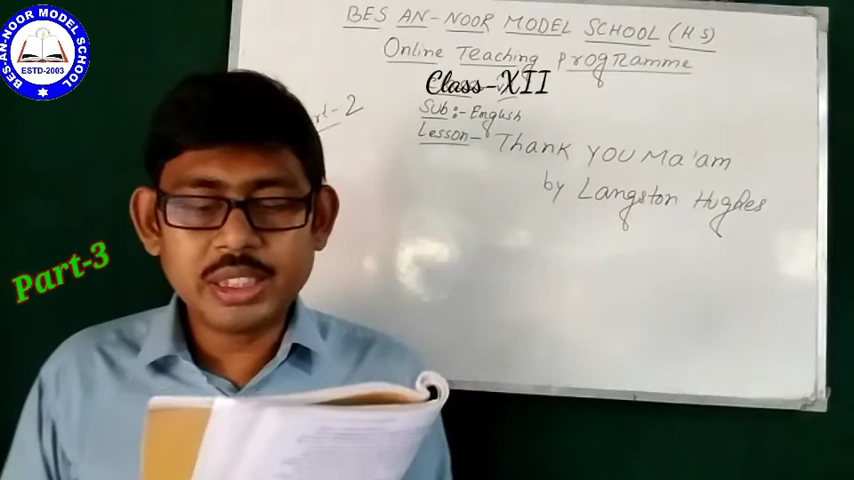 BES AN-NOOR MODEL SCHOOL
ESTD-2003
BES AN-NOOR MODEL SCHOOL (HS)
Online Teaching programme
Class-XII
2
Sub:- English
Lesson- Thank YOU Ma'am
by Langston Hughes
Part-3